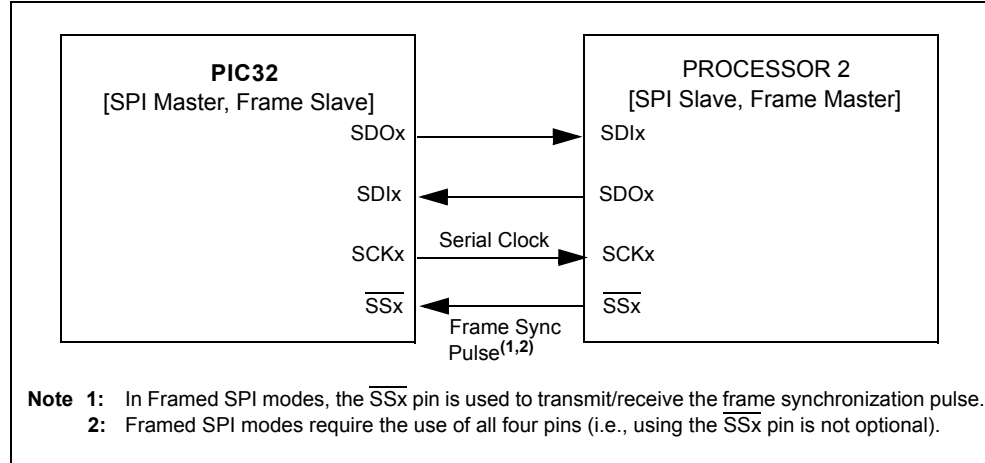 PIC32
[SPI Master, Frame Slave]
PROCESSOR 2
[SPI Slave, Frame Master]
SDOx
SDIx
SDIx
SDOx
SCKx
Serial Clock
SCKx
SSx
SSx
Frame Sync
Pulse(1,2)
Note 1: In Framed SPI modes, the SSx pin is used to transmit/receive the frame synchronization pulse.
2: Framed SPI modes require the use of all four pins (i.e., using the SSx pin is not optional).